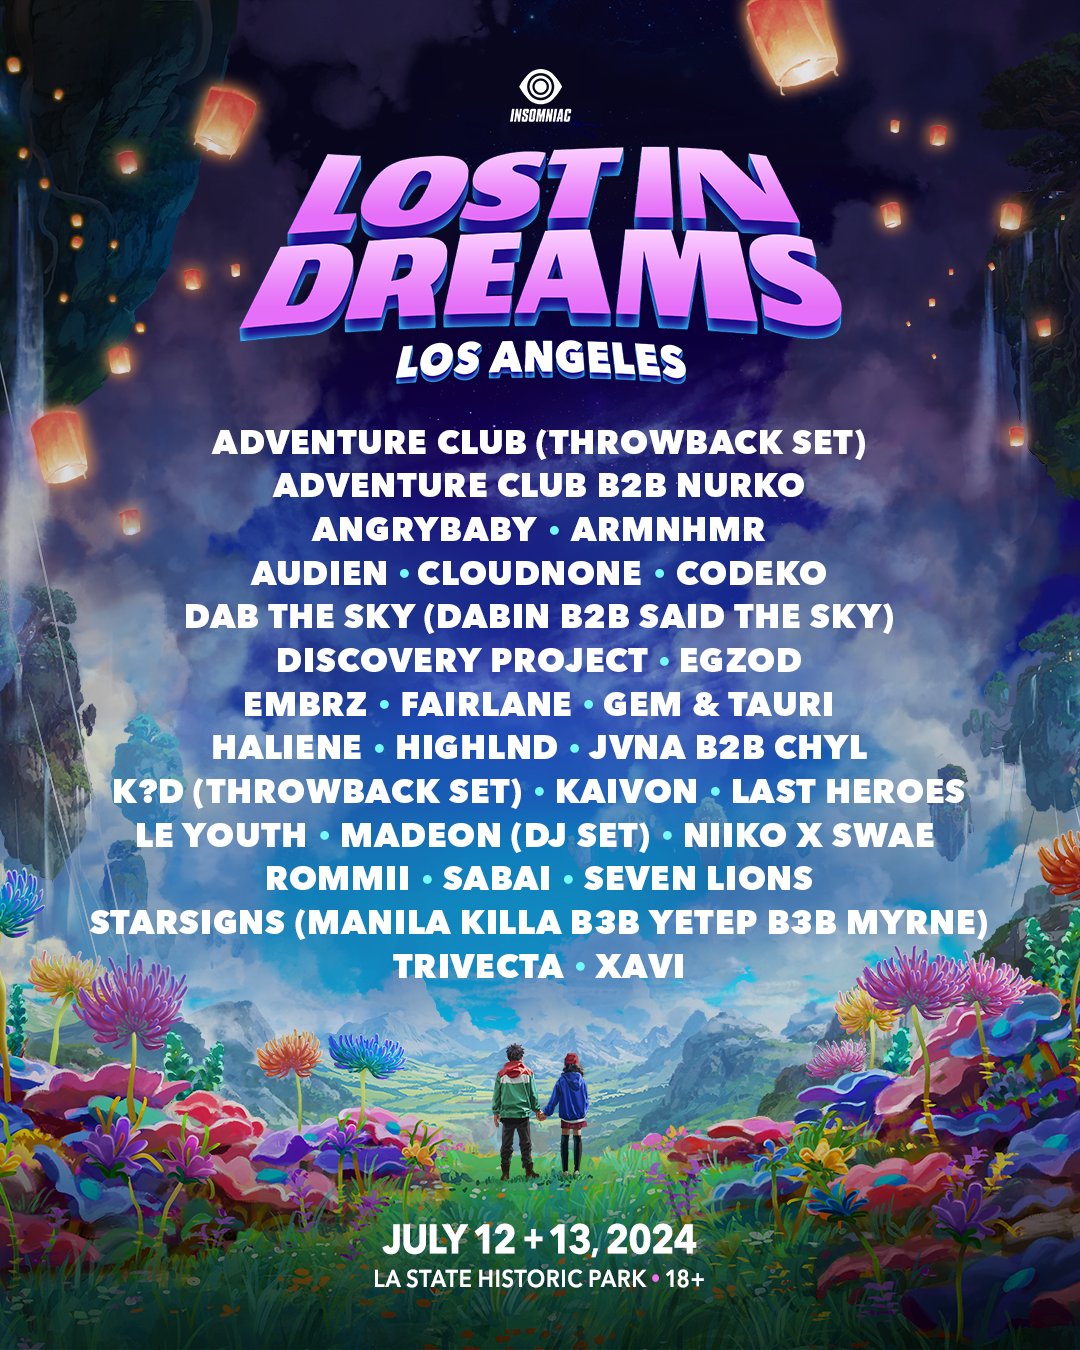 INSOMNIAC
LOST IN
DREAMS
LOS ANGELES
ADVENTURE CLUB (THROWBACK SET)
ADVENTURE CLUB B2B NURKO
ANGRYBABY • ARMNHMR
AUDIEN • CLOUDNONE • CODEKO
DAB THE SKY (DABIN B2B SAID THE SKY)
DISCOVERY PROJECT • EGZOD
EMBRZ • FAIRLANE • GEM & TAURI
HALIENE • HIGHLND • JVNA B2B CHYL
K?D (THROWBACK SET) • KAIVON • LAST HEROES
LE YOUTH • MADEON (DJ SET) • NIIKO X SWAE
ROMMII • SABAI • SEVEN LIONS
STARSIGNS (MANILA KILLA B3B YETEP B3B MYRNE)
TRIVECTA • XAVI
JULY 12 + 13, 2024
LA STATE HISTORIC PARK • 18+